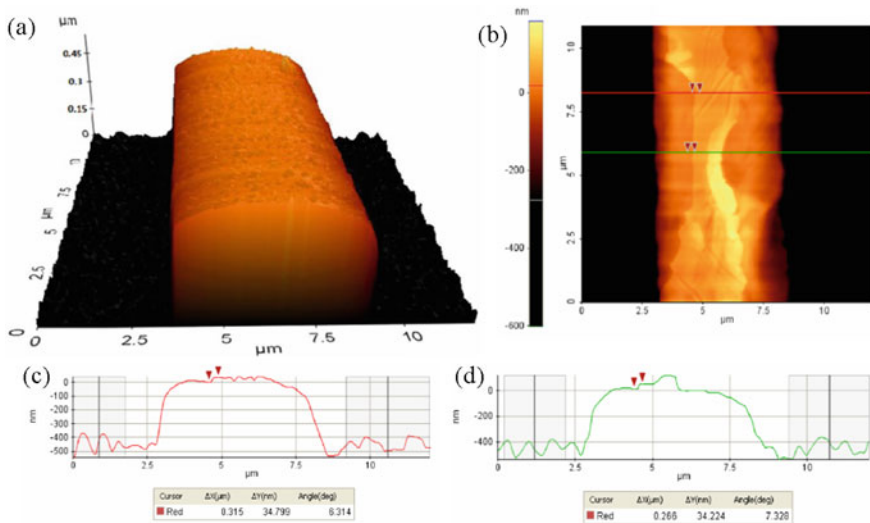 (a)
μm
0.45
0.3
0.15
0
10
7.5
μm
5
2.5
0
0
2.5
5
7.5
10
μm
(b)
nm
0
-200
-400
-600
10
7.5
μm
5
2.5
0
0
2.5
5
7.5
10
μm
(c)
nm
0
-100
-200
-300
-400
-500
0
2.5
5
7.5
10
μm
Cursor ΔX(μm) ΔY(nm) Angle(deg)
Red 0.315 34.799 6.314
(d)
nm
0
-200
-400
0
2.5
5
7.5
10
μm
Cursor ΔX(μm) ΔY(nm) Angle(deg)
Red 0.266 34.224 7.328